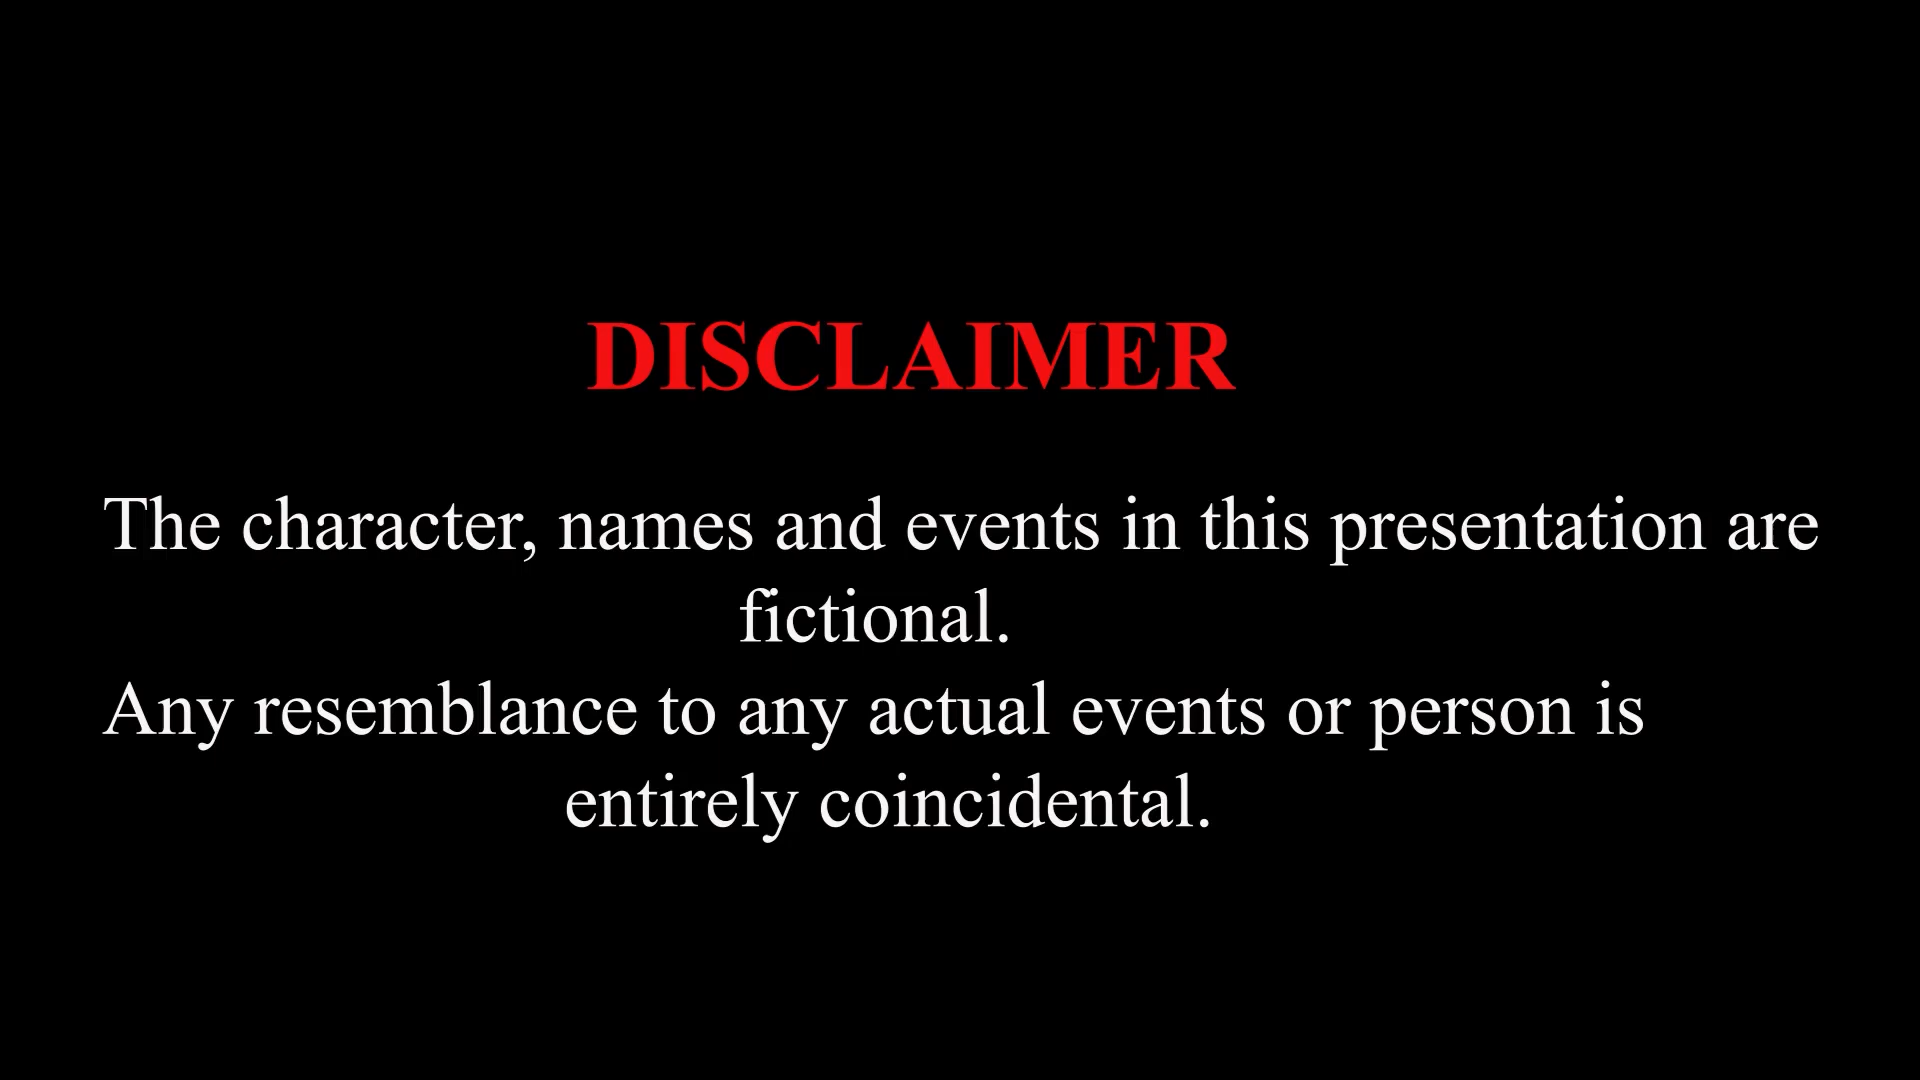 DISCLAIMER
The character, names and events in this presentation are
fictional.
Any resemblance to any actual events or person is
entirely coincidental.